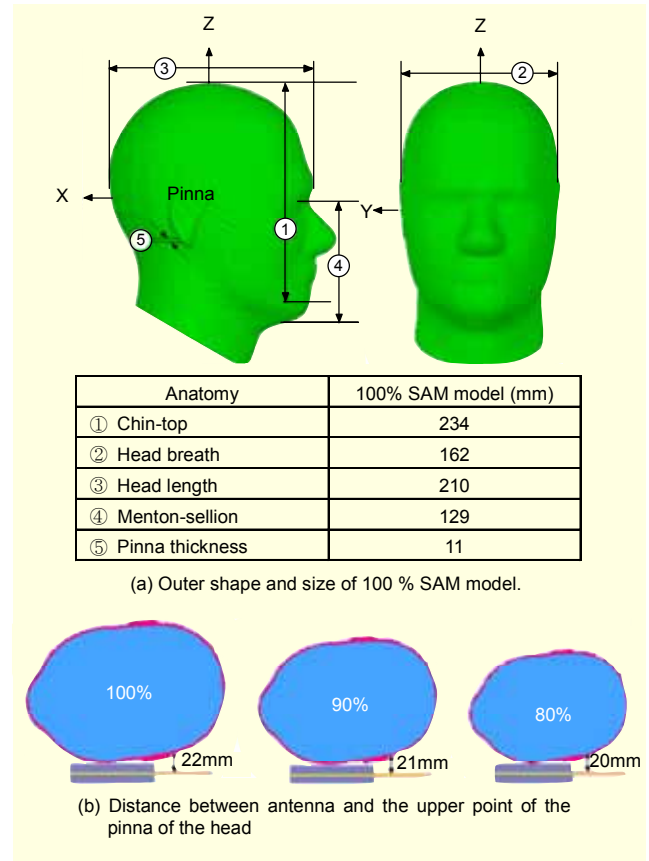 Z
Z
③
②
X
Pinna
Y
⑤
①
④
Anatomy 100% SAM model (mm)
① Chin-top 234
② Head breath 162
③ Head length 210
④ Menton-sellion 129
⑤ Pinna thickness 11
(a) Outer shape and size of 100 % SAM model.
100%
90%
80%
22mm
21mm
20mm
(b) Distance between antenna and the upper point of the
pinna of the head